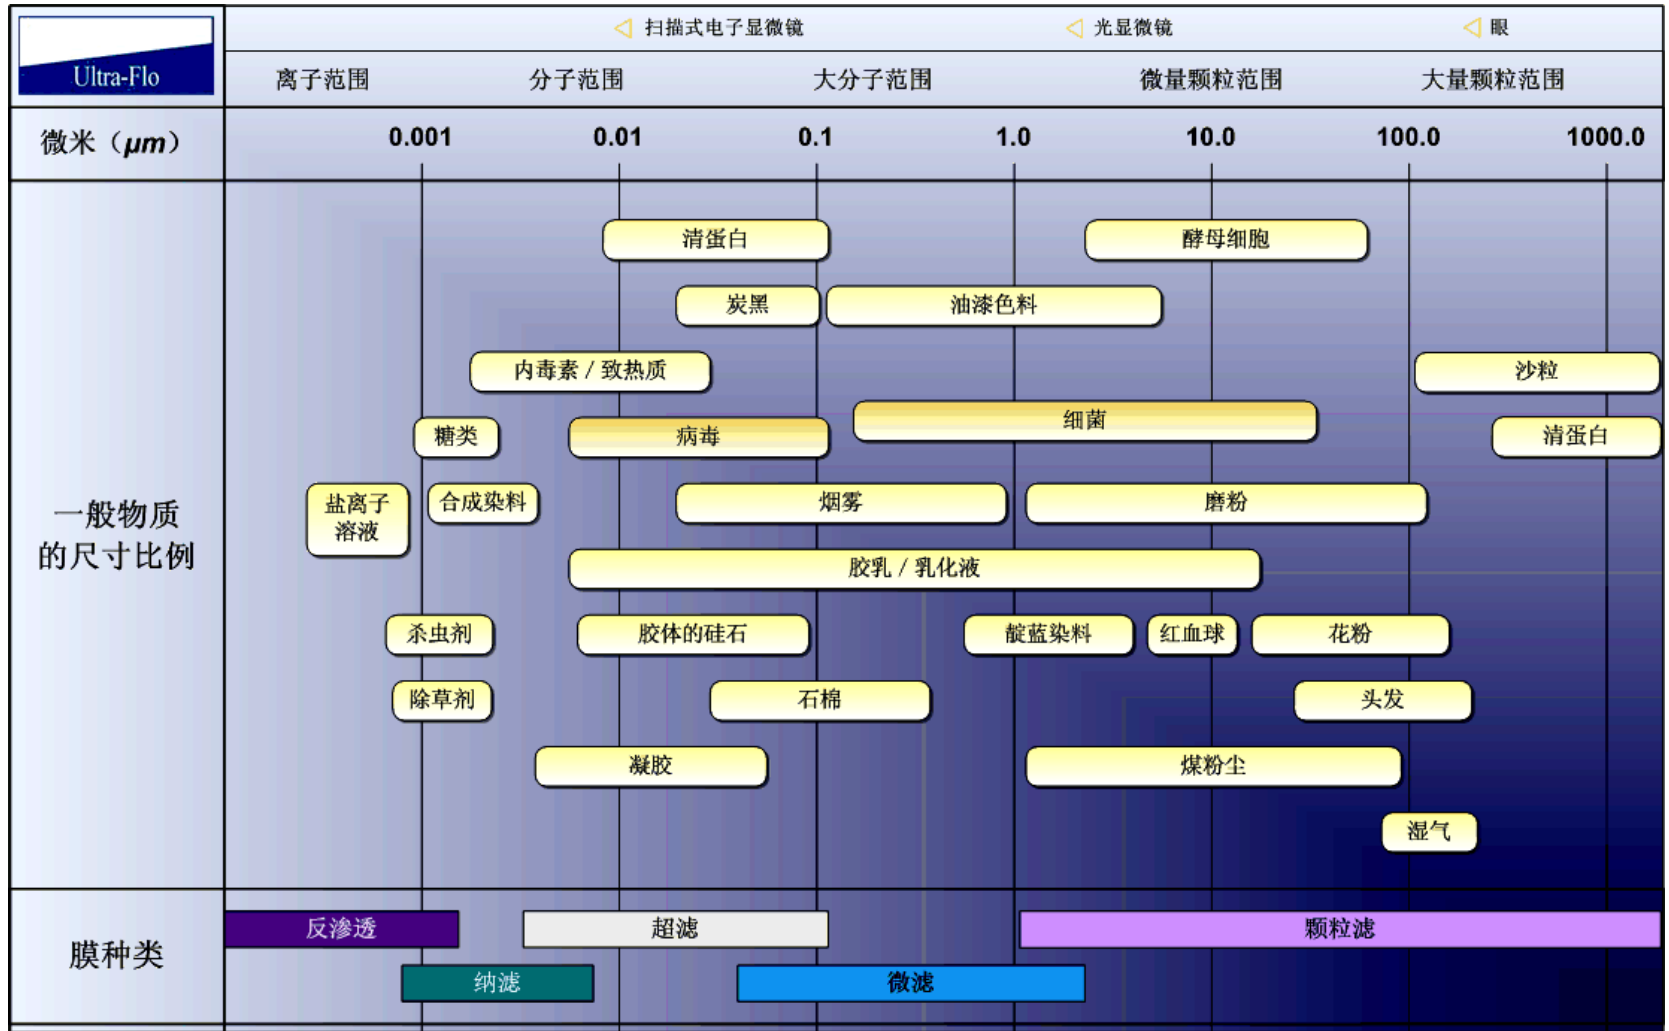 扫描式电子显微镜 光显微镜 眼
Ultra-Flo 离子范围 分子范围 大分子范围 微量颗粒范围 大量颗粒范围
微米（μm） 0.001 0.01 0.1 1.0 10.0 100.0 1000.0
清蛋白 酵母细胞
炭黑 油漆色料
内毒素 / 致热质 沙粒
细菌
糖类 病毒 清蛋白
盐离子 合成染料 烟雾 磨粉
溶液
一般物质
的尺寸比例
胶乳 / 乳化液
杀虫剂 胶体的硅石 靛蓝染料 红血球 花粉
除草剂 石棉 头发
凝胶 煤粉尘
湿气
反渗透 超滤 颗粒滤
膜种类
纳滤 微滤